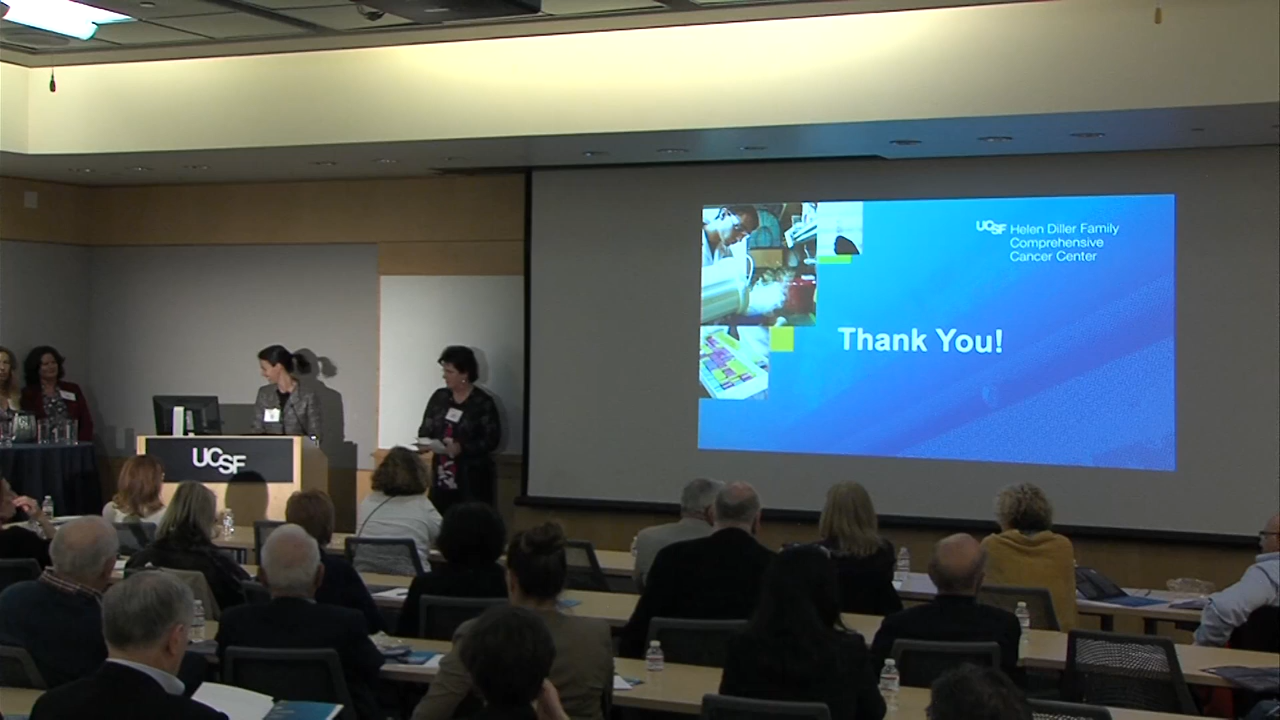 UCSF Helen Diller Family
Comprehensive
Cancer Center
Thank You!
UCSF